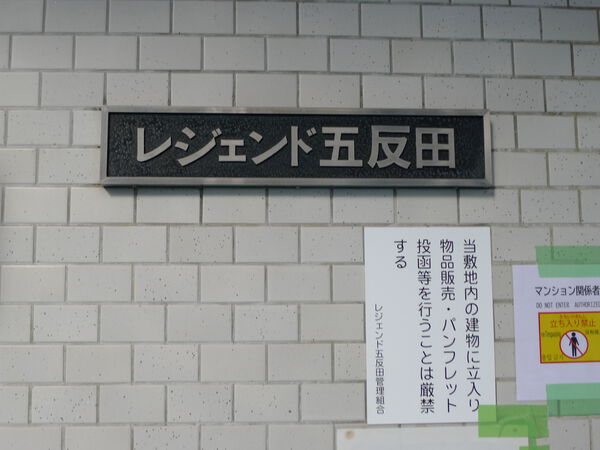 レジェンド五反田
当敷地内の建物に立入り
物品販売・パンフレット
投函等を行うことは厳禁
する
レジェンド五反田管理組合
マンション関係者
DO NOT ENTER AUTHORIZED
立ち入り禁止